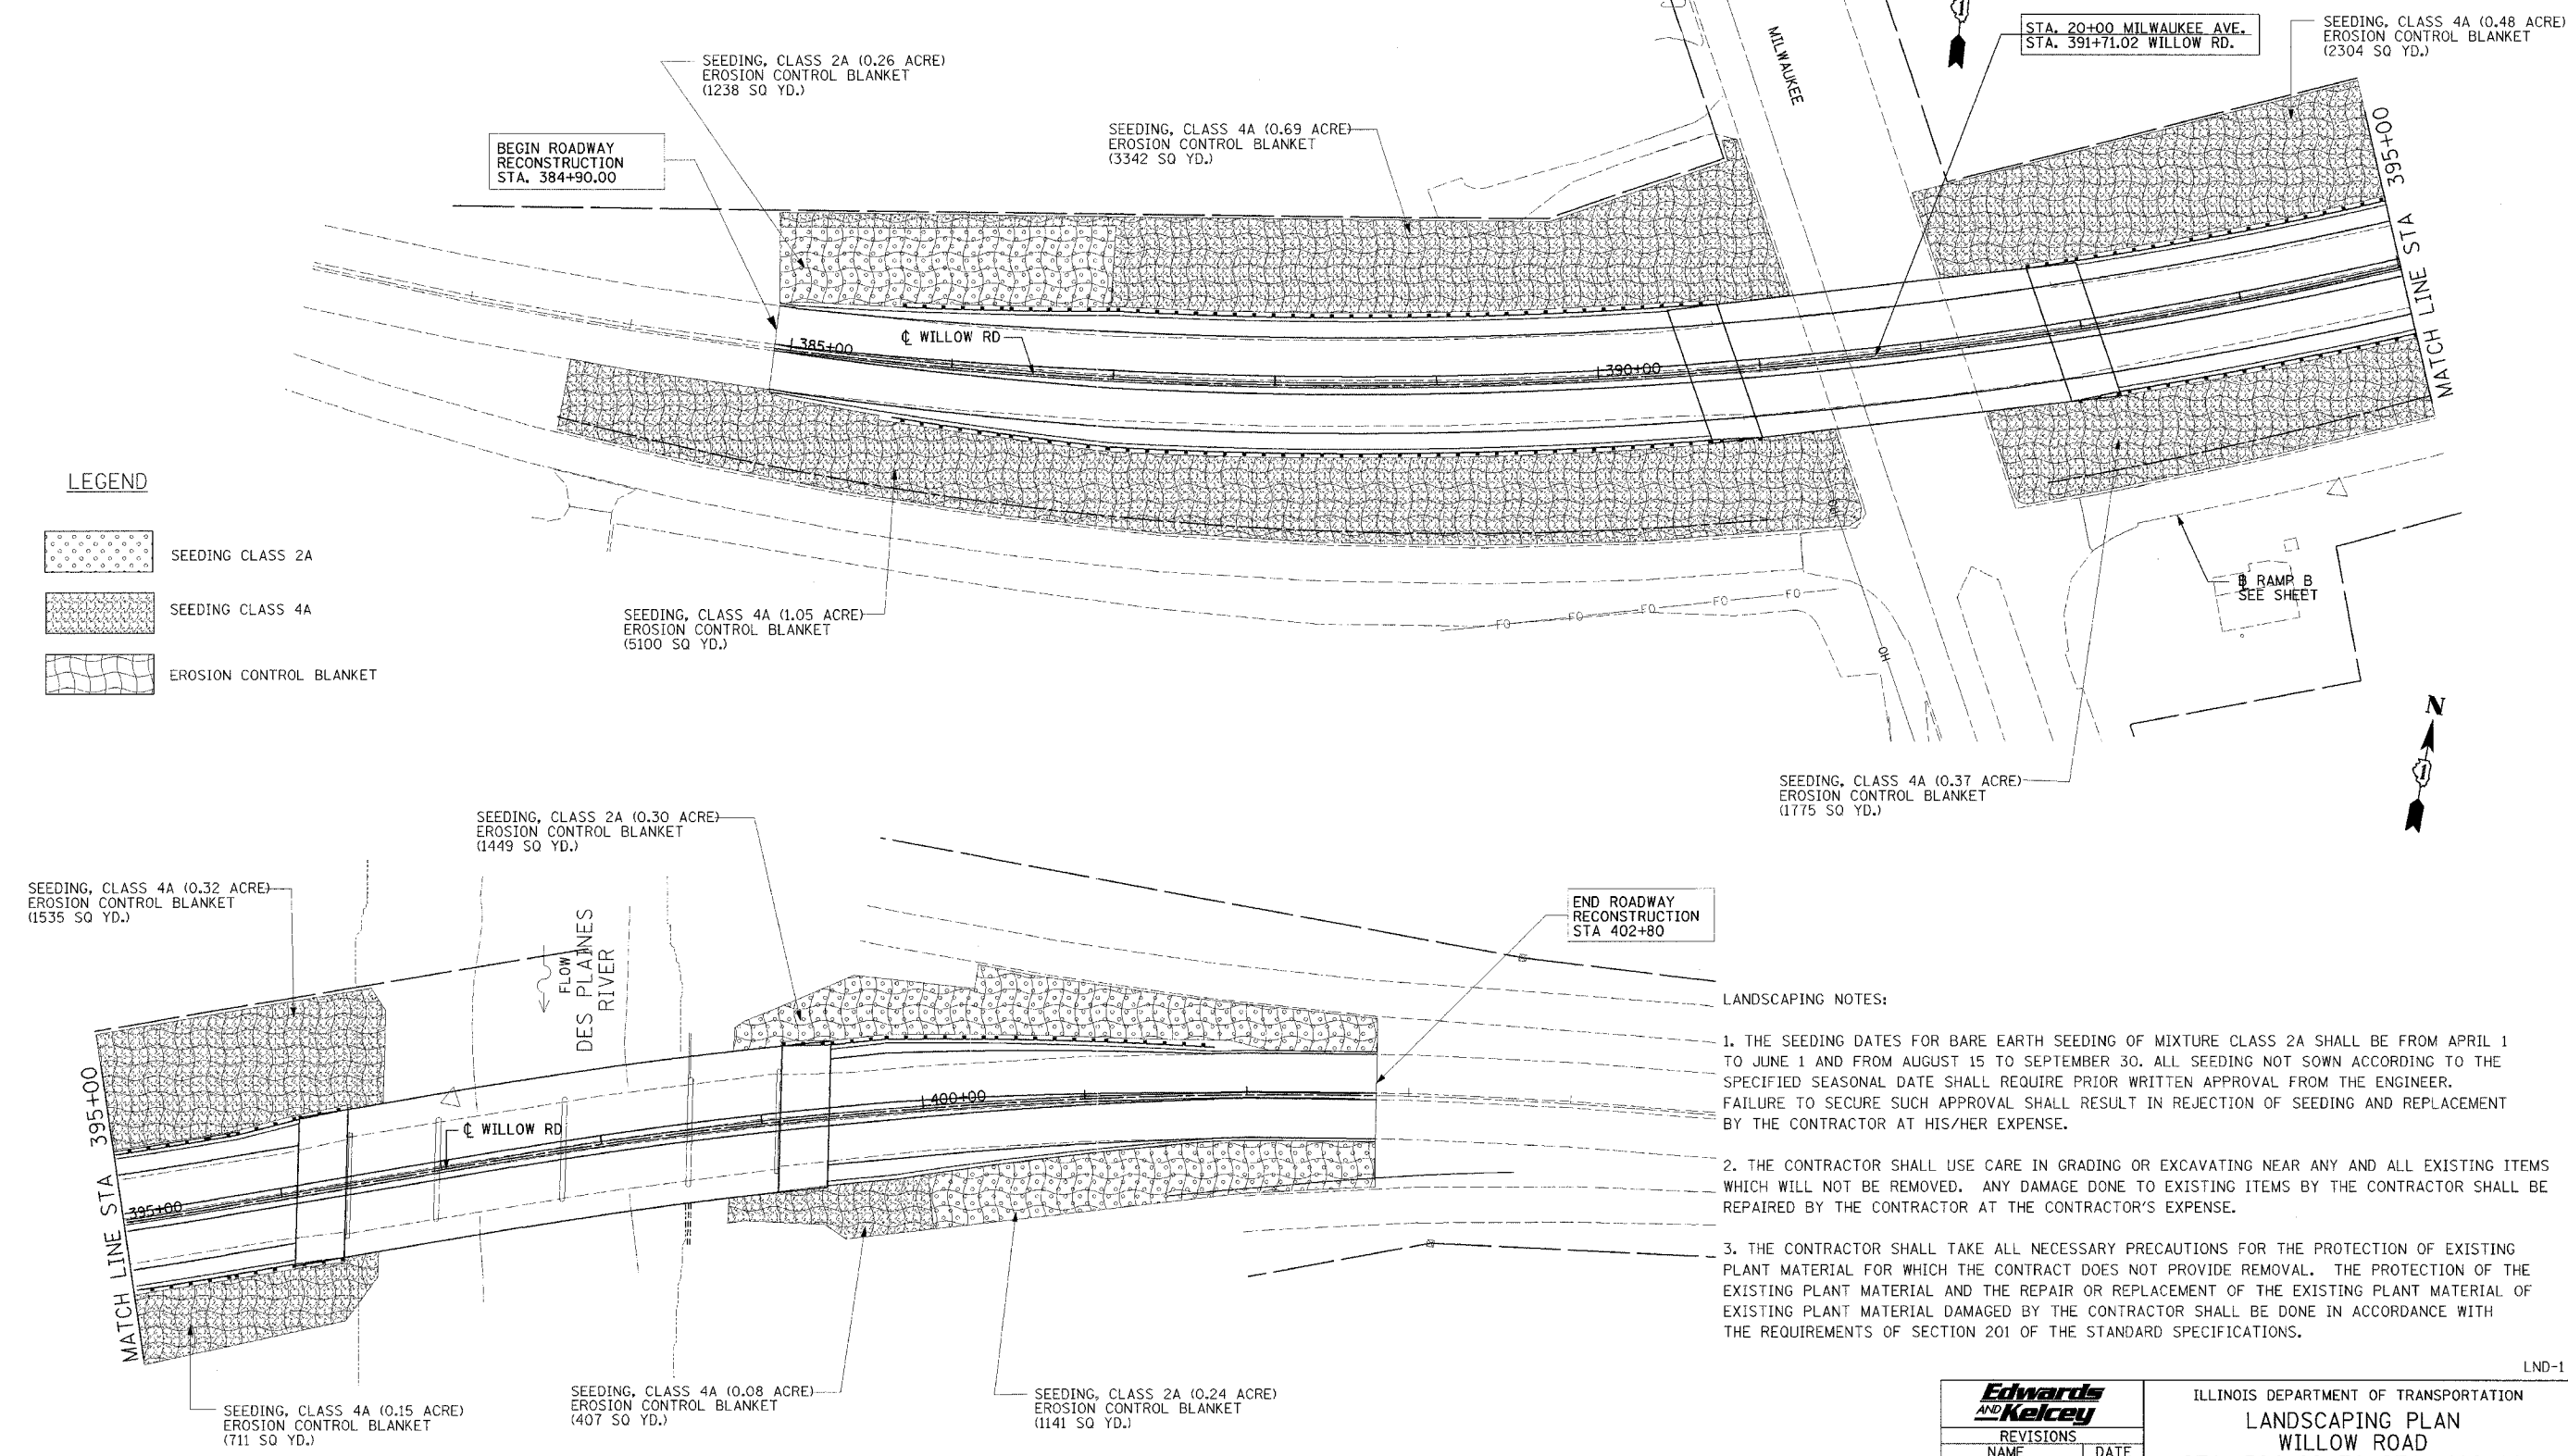 SEEDING, CLASS 2A (0.26 ACRE)
EROSION CONTROL BLANKET
(1238 SQ YD.)
BEGIN ROADWAY
RECONSTRUCTION
STA. 384+90.00
SEEDING, CLASS 4A (0.69 ACRE)
EROSION CONTROL BLANKET
(3342 SQ YD.)
MILWAUKEE
STA. 20+00 MILWAUKEE AVE.
STA. 391+71.02 WILLOW RD.
SEEDING, CLASS 4A (0.48 ACRE)
EROSION CONTROL BLANKET
(2304 SQ YD.)
385+00
℄ WILLOW RD
390+00
MATCH LINE STA 395+00
LEGEND
SEEDING CLASS 2A
SEEDING CLASS 4A
EROSION CONTROL BLANKET
SEEDING, CLASS 4A (1.05 ACRE)
EROSION CONTROL BLANKET
(5100 SQ YD.)
FO FO FO FO
OH
OH
RAMP B
SEE SHEET
SEEDING, CLASS 4A (0.37 ACRE)
EROSION CONTROL BLANKET
(1775 SQ YD.)
N
SEEDING, CLASS 2A (0.30 ACRE)
EROSION CONTROL BLANKET
(1449 SQ YD.)
SEEDING, CLASS 4A (0.32 ACRE)
EROSION CONTROL BLANKET
(1535 SQ YD.)
FLOW
DES PLAINES
RIVER
END ROADWAY
RECONSTRUCTION
STA 402+80
MATCH LINE STA 395+00
395+00
℄ WILLOW RD
400+00
SEEDING, CLASS 4A (0.15 ACRE)
EROSION CONTROL BLANKET
(711 SQ YD.)
SEEDING, CLASS 4A (0.08 ACRE)
EROSION CONTROL BLANKET
(407 SQ YD.)
SEEDING, CLASS 2A (0.24 ACRE)
EROSION CONTROL BLANKET
(1141 SQ YD.)
LANDSCAPING NOTES:
1. THE SEEDING DATES FOR BARE EARTH SEEDING OF MIXTURE CLASS 2A SHALL BE FROM APRIL 1
TO JUNE 1 AND FROM AUGUST 15 TO SEPTEMBER 30. ALL SEEDING NOT SOWN ACCORDING TO THE
SPECIFIED SEASONAL DATE SHALL REQUIRE PRIOR WRITTEN APPROVAL FROM THE ENGINEER.
FAILURE TO SECURE SUCH APPROVAL SHALL RESULT IN REJECTION OF SEEDING AND REPLACEMENT
BY THE CONTRACTOR AT HIS/HER EXPENSE.
2. THE CONTRACTOR SHALL USE CARE IN GRADING OR EXCAVATING NEAR ANY AND ALL EXISTING ITEMS
WHICH WILL NOT BE REMOVED. ANY DAMAGE DONE TO EXISTING ITEMS BY THE CONTRACTOR SHALL BE
REPAIRED BY THE CONTRACTOR AT THE CONTRACTOR'S EXPENSE.
3. THE CONTRACTOR SHALL TAKE ALL NECESSARY PRECAUTIONS FOR THE PROTECTION OF EXISTING
PLANT MATERIAL FOR WHICH THE CONTRACT DOES NOT PROVIDE REMOVAL. THE PROTECTION OF THE
EXISTING PLANT MATERIAL AND THE REPAIR OR REPLACEMENT OF THE EXISTING PLANT MATERIAL OF
EXISTING PLANT MATERIAL DAMAGED BY THE CONTRACTOR SHALL BE DONE IN ACCORDANCE WITH
THE REQUIREMENTS OF SECTION 201 OF THE STANDARD SPECIFICATIONS.
LND-1
Edwards
AND Kelcey
REVISIONS
NAME DATE
ILLINOIS DEPARTMENT OF TRANSPORTATION
LANDSCAPING PLAN
WILLOW ROAD